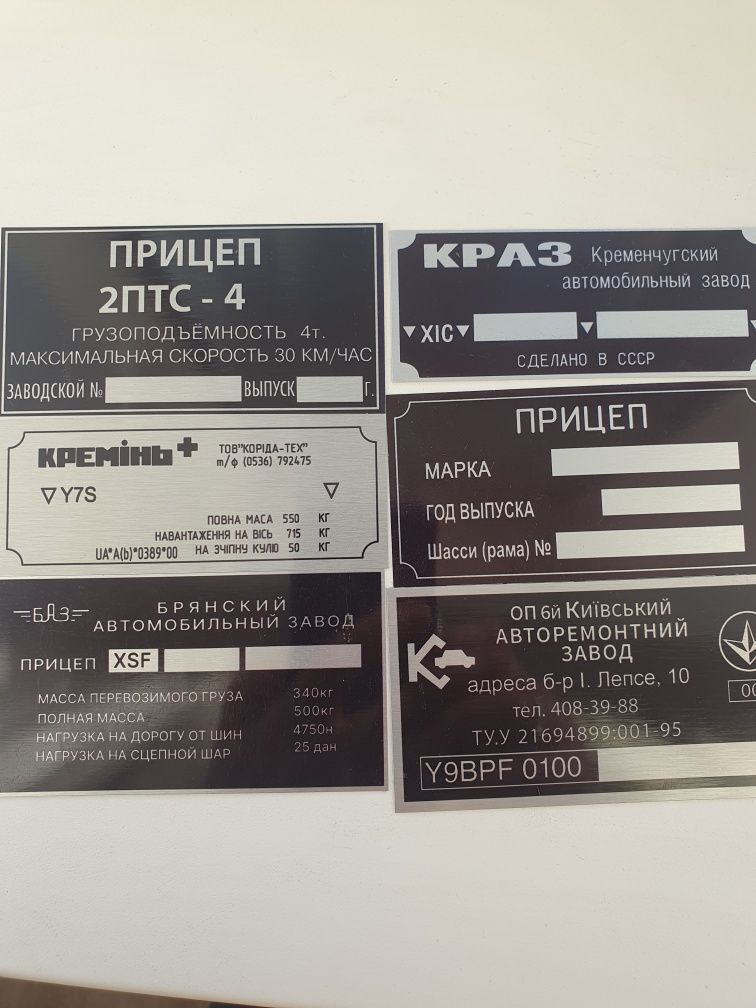 ПРИЦЕП
2ПТС - 4
ГРУЗОПОДЪЁМНОСТЬ 4т.
МАКСИМАЛЬНАЯ СКОРОСТЬ 30 КМ/ЧАС
ЗАВОДСКОЙ № ВЫПУСК Г.
КРАЗ Кременчугский
автомобильный завод
▼XIC▼ ▼
СДЕЛАНО В СССР
КРЕМІНЬ+ ТОВ"КОРІДА-ТЕХ"
т/ф (0536) 792475
▽Y7S ▽
ПОВНА МАСА 550 КГ
НАВАНТАЖЕННЯ НА ВІСЬ 715 КГ
UA*A(b)*0389*00 НА ЗЧІПНУ КУЛЮ 50 КГ
ПРИЦЕП
МАРКА
ГОД ВЫПУСКА
Шасси (рама) №
БАЗ БРЯНСКИЙ
АВТОМОБИЛЬНЫЙ ЗАВОД
ПРИЦЕП XSF
МАССА ПЕРЕВОЗИМОГО ГРУЗА 340кг
ПОЛНАЯ МАССА 500кг
НАГРУЗКА НА ДОРОГУ ОТ ШИН 4750н
НАГРУЗКА НА СЦЕПНОЙ ШАР 25 дан
ОП 6й Київський
АВТОРЕМОНТНИЙ
ЗАВОД
адреса б-р І. Лепсе, 10
тел. 408-39-88
ТУ.У 21694899:001-95
Y9BPF 0100